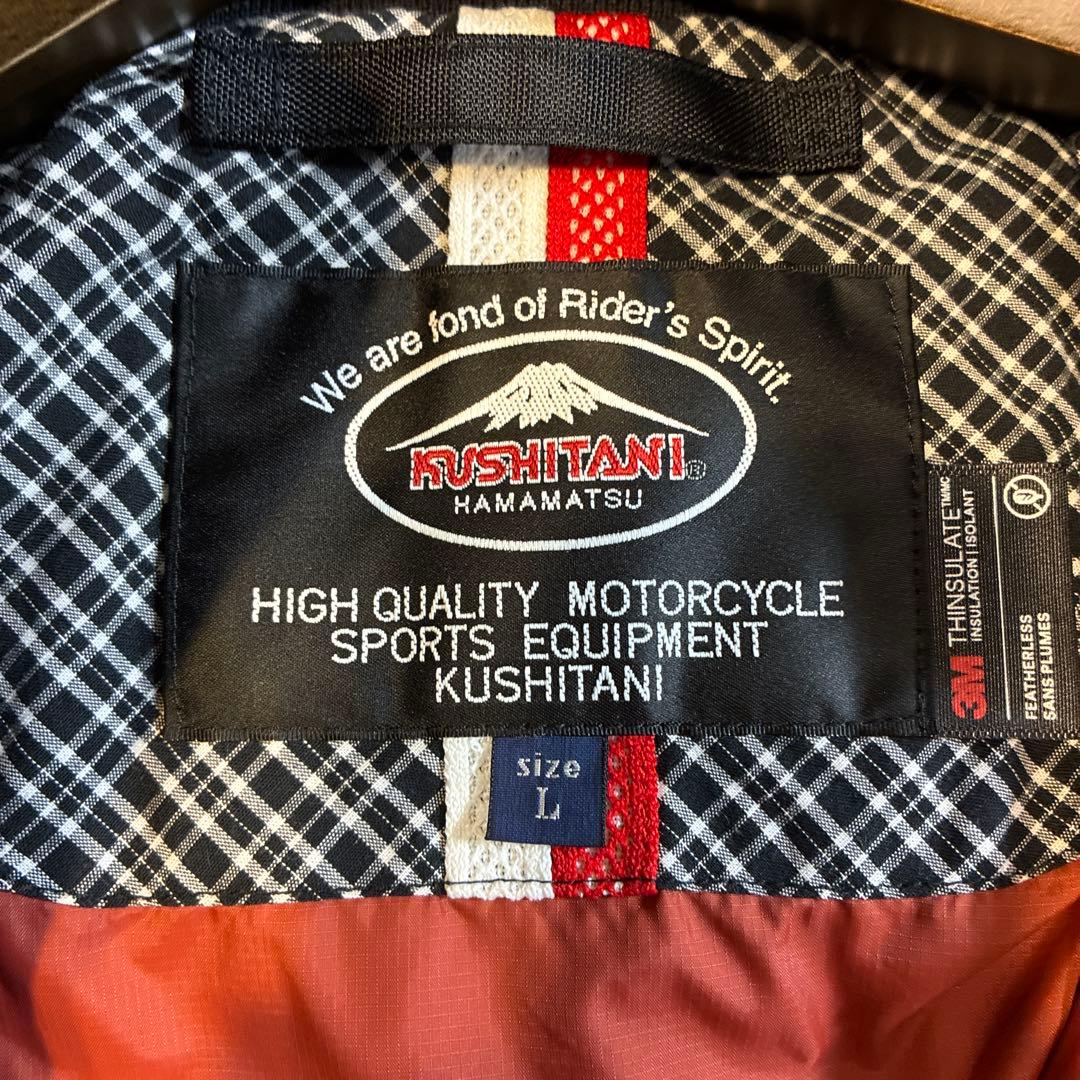 We are fond of Rider's Spirit.
KUSHITANI®
HAMAMATSU
HIGH QUALITY MOTORCYCLE
SPORTS EQUIPMENT
KUSHITANI
size
L
3M THINSULATE™MC
INSULATION | ISOLANT
FEATHERLESS
SANS PLUMES